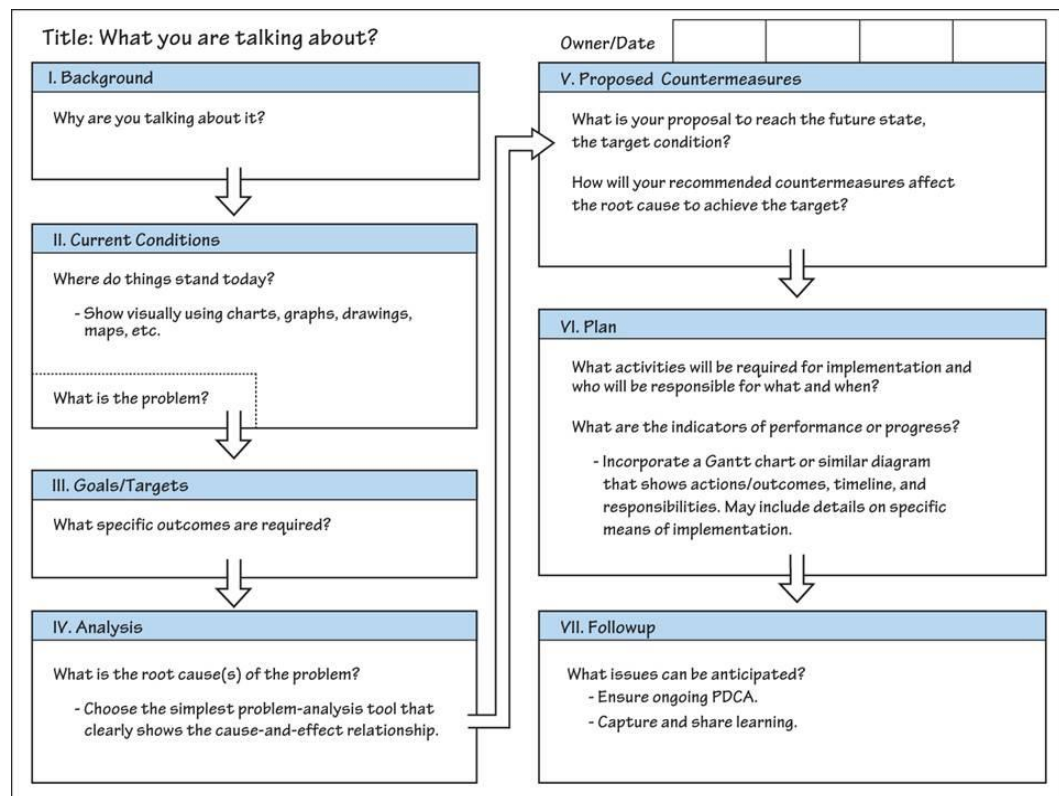 Title: What you are talking about?
Owner/Date
I. Background
Why are you talking about it?
II. Current Conditions
Where do things stand today?
- Show visually using charts, graphs, drawings,
maps, etc.
What is the problem?
III. Goals/Targets
What specific outcomes are required?
IV. Analysis
What is the root cause(s) of the problem?
- Choose the simplest problem-analysis tool that
clearly shows the cause-and-effect relationship.
V. Proposed Countermeasures
What is your proposal to reach the future state,
the target condition?
How will your recommended countermeasures affect
the root cause to achieve the target?
VI. Plan
What activities will be required for implementation and
who will be responsible for what and when?
What are the indicators of performance or progress?
- Incorporate a Gantt chart or similar diagram
that shows actions/outcomes, timeline, and
responsibilities. May include details on specific
means of implementation.
VII. Followup
What issues can be anticipated?
- Ensure ongoing PDCA.
- Capture and share learning.